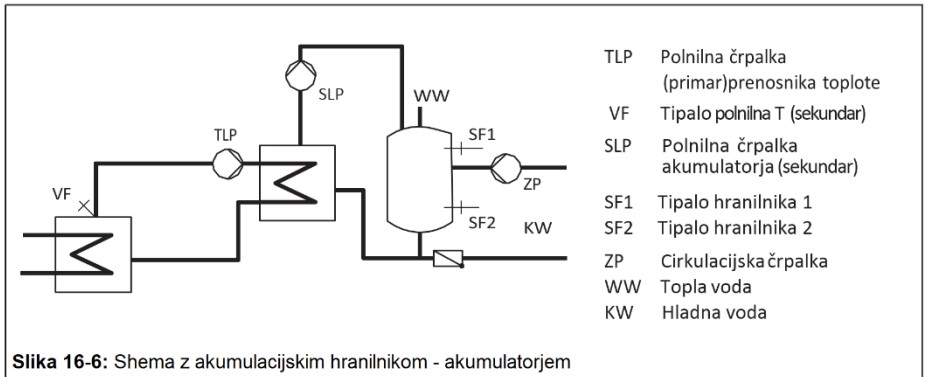 WW
SLP
SF1
TLP
ZP
VF
SF2
KW
TLP Polnilna črpalka
(primar)prenosnika toplote
VF Tipalo polnilna T (sekundar)
SLP Polnilna črpalka
akumulatorja (sekundar)
SF1 Tipalo hranilnika 1
SF2 Tipalo hranilnika 2
ZP Cirkulacijska črpalka
WW Topla voda
KW Hladna voda
Slika 16-6: Shema z akumulacijskim hranilnikom - akumulatorjem